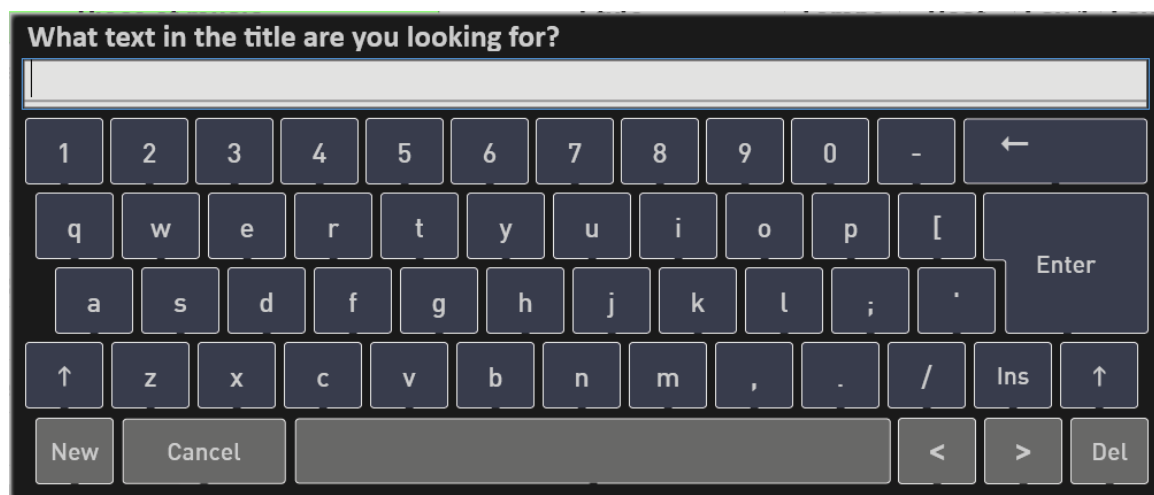 What text in the title are you looking for?
1 2 3 4 5 6 7 8 9 0 - ←
q w e r t y u i o p [ Enter
a s d f g h j k l ; '
↑ z x c v b n m , . / Ins ↑
New Cancel < > Del